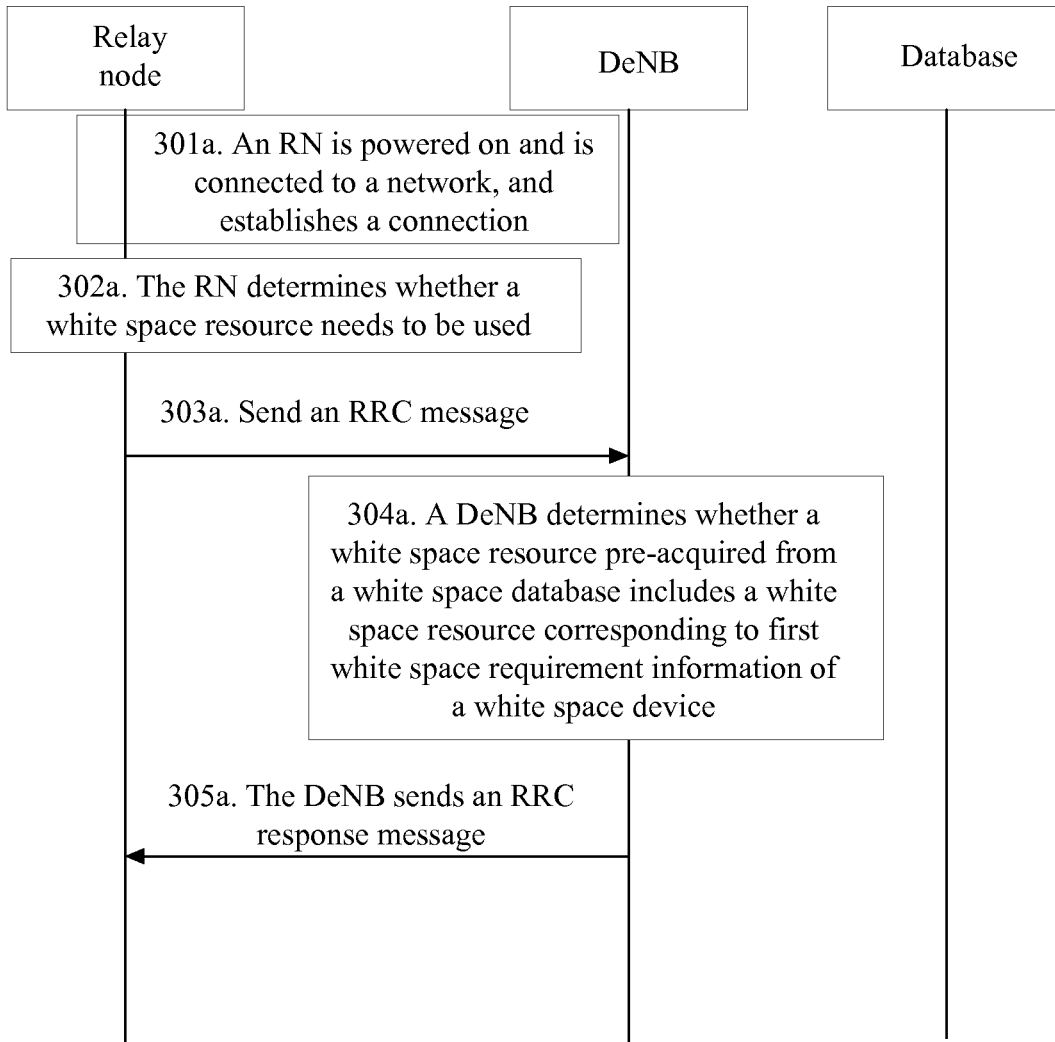 Relay
node
DeNB
Database
301a. An RN is powered on and is
connected to a network, and
establishes a connection
302a. The RN determines whether a
white space resource needs to be used
303a. Send an RRC message
304a. A DeNB determines whether a
white space resource pre-acquired from
a white space database includes a white
space resource corresponding to first
white space requirement information of
a white space device
305a. The DeNB sends an RRC
response message